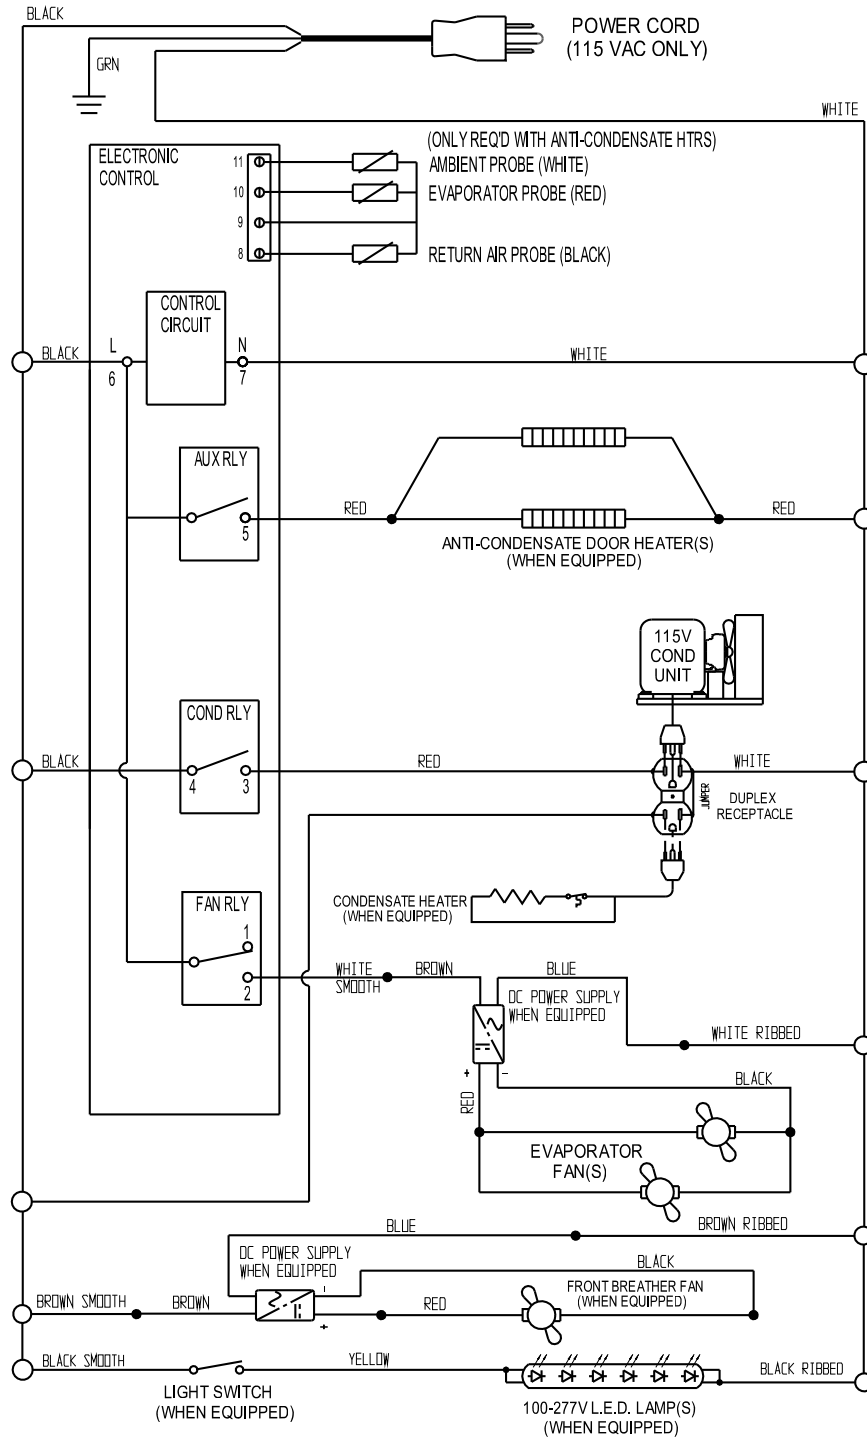 BLACK
POWER CORD
(115 VAC ONLY)
GRN
WHITE
ELECTRONIC
CONTROL
(ONLY REQ'D WITH ANTI-CONDENSATE HTRS)
11
AMBIENT PROBE (WHITE)
10
EVAPORATOR PROBE (RED)
9
8
RETURN AIR PROBE (BLACK)
CONTROL
CIRCUIT
BLACK
L
N
WHITE
6
7
AUX RLY
RED
RED
5
ANTI-CONDENSATE DOOR HEATER(S)
(WHEN EQUIPPED)
115V
COND
UNIT
COND RLY
BLACK
RED
WHITE
4
3
JUMPER
DUPLEX
RECEPTACLE
CONDENSATE HEATER
(WHEN EQUIPPED)
FAN RLY
1
2
WHITE
SMOOTH
BROWN
BLUE
DC POWER SUPPLY
WHEN EQUIPPED
WHITE RIBBED
+
-
RED
BLACK
EVAPORATOR
FAN(S)
BLUE
BROWN RIBBED
DC POWER SUPPLY
WHEN EQUIPPED
-
BLACK
BROWN SMOOTH
BROWN
+
RED
FRONT BREATHER FAN
(WHEN EQUIPPED)
BLACK SMOOTH
YELLOW
BLACK RIBBED
LIGHT SWITCH
(WHEN EQUIPPED)
100-277V L.E.D. LAMP(S)
(WHEN EQUIPPED)